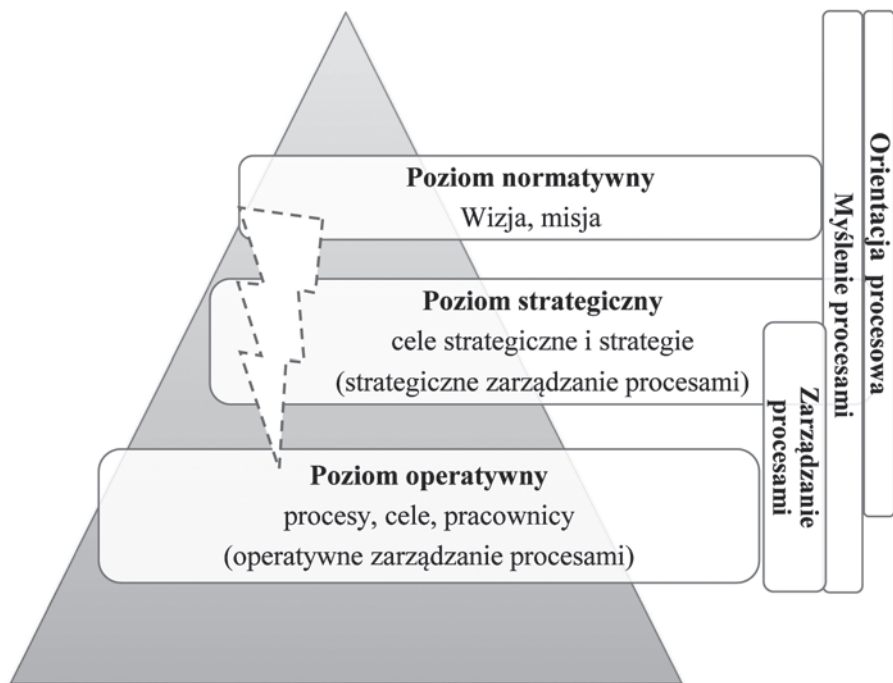 Poziom normatywny
Wizja, misja
Poziom strategiczny
cele strategiczne i strategie
(strategiczne zarządzanie procesami)
Poziom operatywny
procesy, cele, pracownicy
(operatywne zarządzanie procesami)
Zarządzanie
procesami
Myślenie procesami
Orientacja procesowa